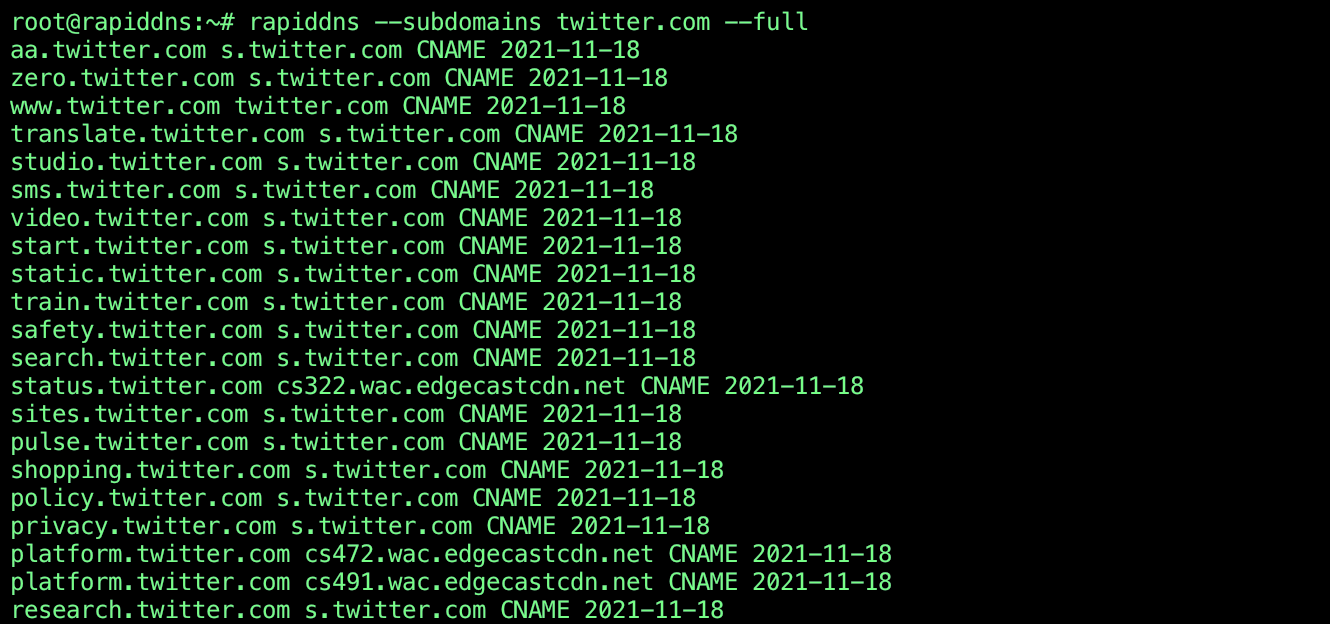 root@rapiddns:~# rapiddns --subdomains twitter.com --full
aa.twitter.com s.twitter.com CNAME 2021-11-18
zero.twitter.com s.twitter.com CNAME 2021-11-18
www.twitter.com twitter.com CNAME 2021-11-18
translate.twitter.com s.twitter.com CNAME 2021-11-18
studio.twitter.com s.twitter.com CNAME 2021-11-18
sms.twitter.com s.twitter.com CNAME 2021-11-18
video.twitter.com s.twitter.com CNAME 2021-11-18
start.twitter.com s.twitter.com CNAME 2021-11-18
static.twitter.com s.twitter.com CNAME 2021-11-18
train.twitter.com s.twitter.com CNAME 2021-11-18
safety.twitter.com s.twitter.com CNAME 2021-11-18
search.twitter.com s.twitter.com CNAME 2021-11-18
status.twitter.com cs322.wac.edgecastcdn.net CNAME 2021-11-18
sites.twitter.com s.twitter.com CNAME 2021-11-18
pulse.twitter.com s.twitter.com CNAME 2021-11-18
shopping.twitter.com s.twitter.com CNAME 2021-11-18
policy.twitter.com s.twitter.com CNAME 2021-11-18
privacy.twitter.com s.twitter.com CNAME 2021-11-18
platform.twitter.com cs472.wac.edgecastcdn.net CNAME 2021-11-18
platform.twitter.com cs491.wac.edgecastcdn.net CNAME 2021-11-18
research.twitter.com s.twitter.com CNAME 2021-11-18